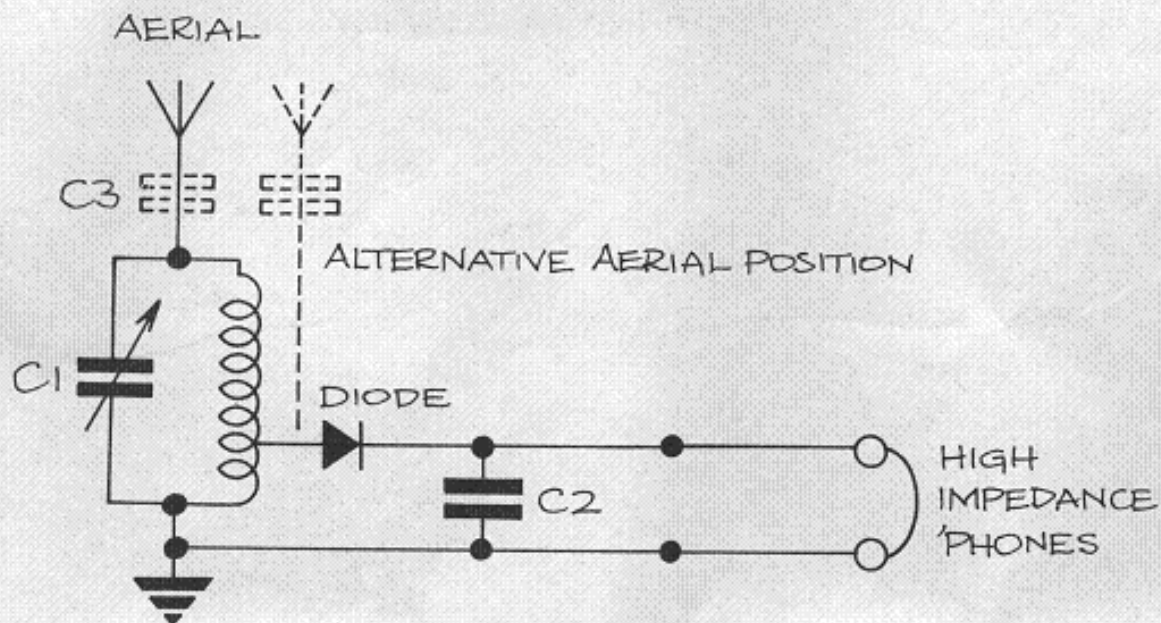 AERIAL
C3
ALTERNATIVE AERIAL POSITION
C1
DIODE
C2
HIGH
IMPEDANCE
'PHONES